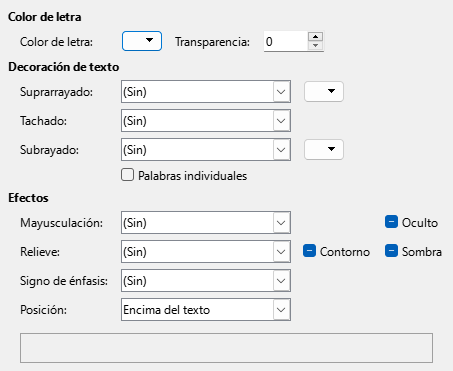 Color de letra
Color de letra: Transparencia: 0
Decoración de texto
Suprarrayado: (Sin)
Tachado: (Sin)
Subrayado: (Sin)
Palabras individuales
Efectos
Mayusculación: (Sin) Oculto
Relieve: (Sin) Contorno Sombra
Signo de énfasis: (Sin)
Posición: Encima del texto